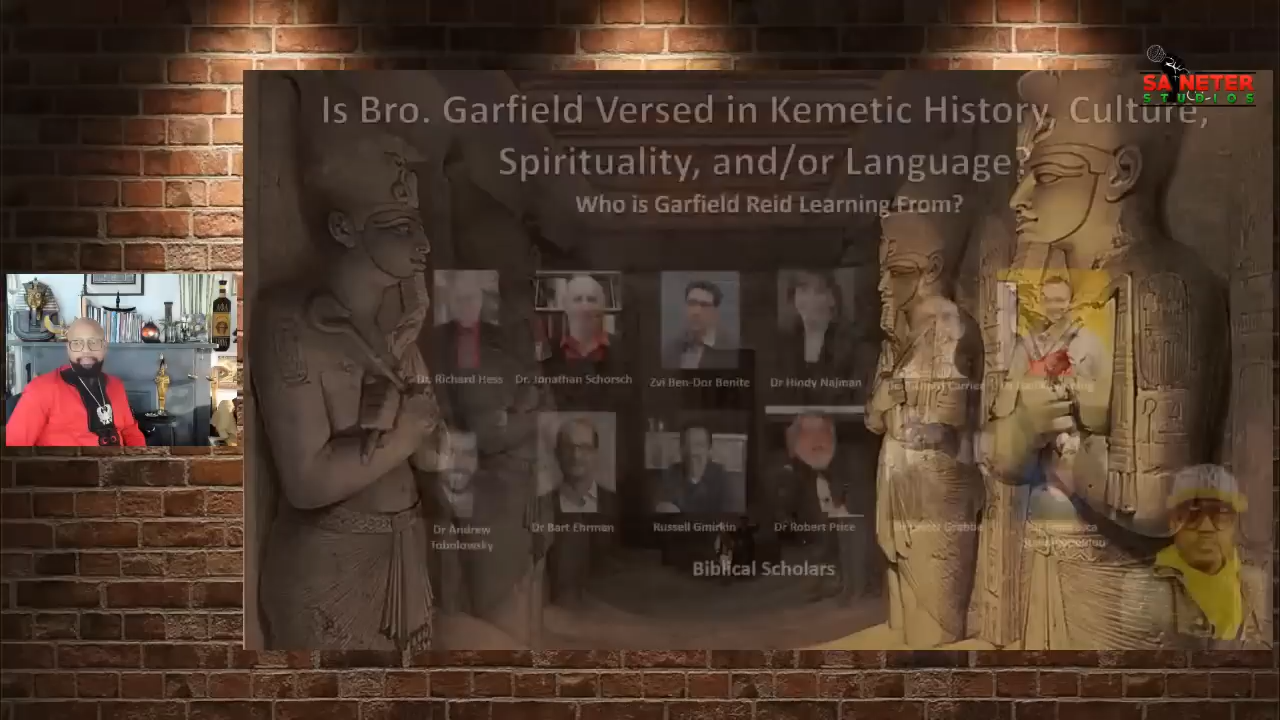 SA NETER
STUDIOS
Is Bro. Garfield Versed in Kemetic History, Culture,
Spirituality, and/or Language?
Who is Garfield Reid Learning From?
Dr. Richard Hess Dr. Jonathan Schorsch Zvi Ben-Dor Benite Dr Hindy Najman
Dr Andrew Dr Bart Ehrman Russell Gmirkin Dr Robert Price
Tobolowsky
Biblical Scholars